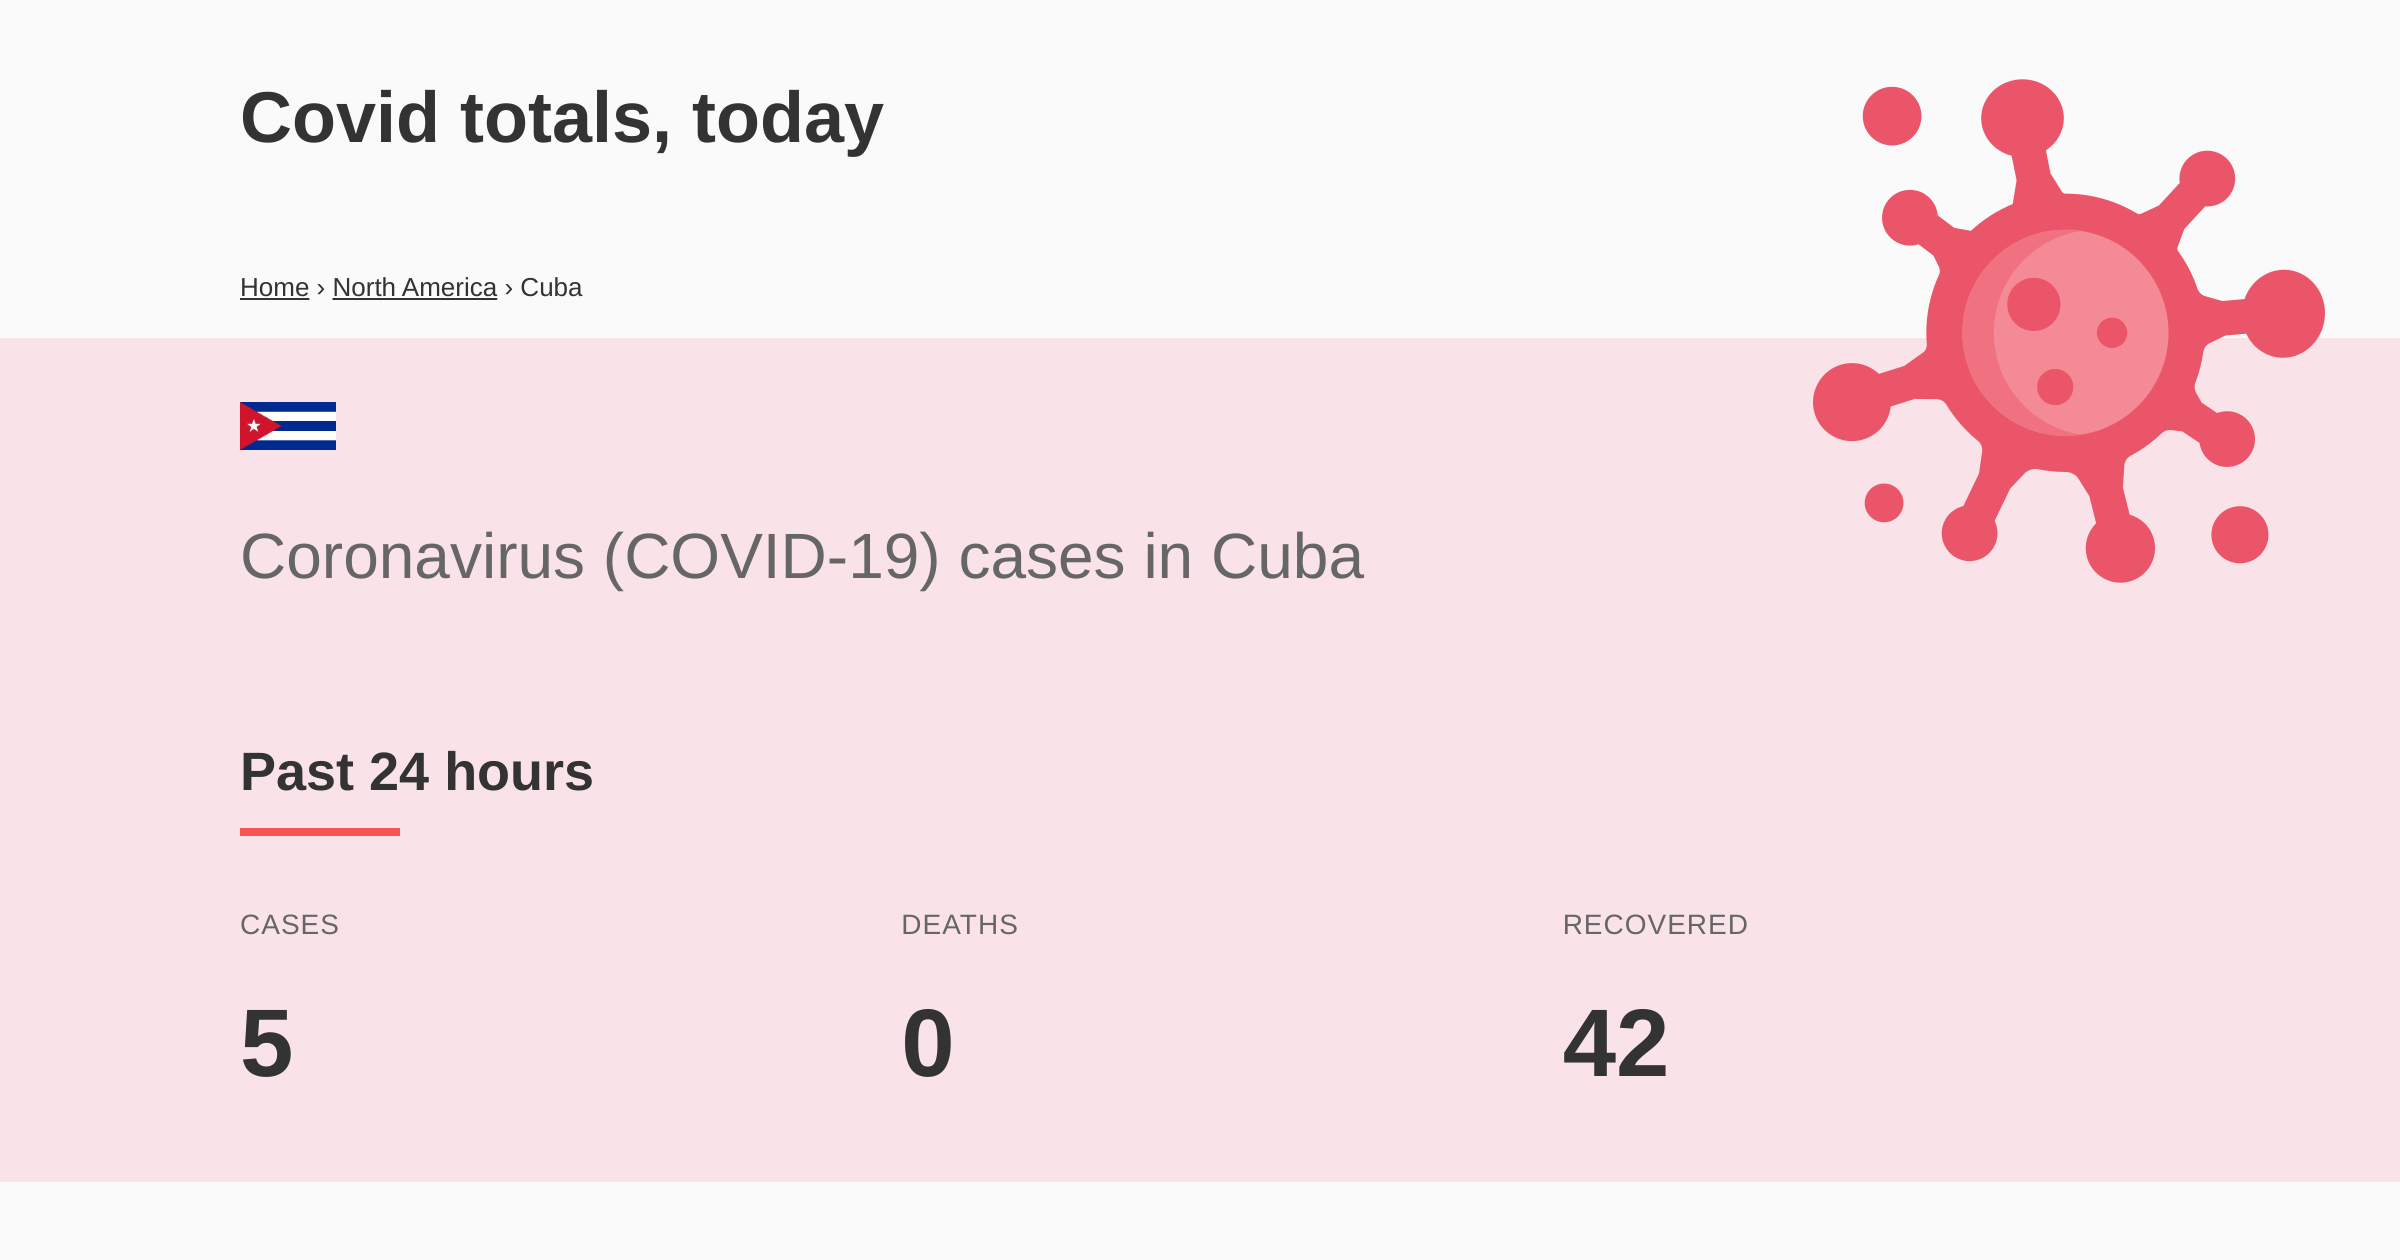 Covid totals, today
Home › North America › Cuba
Coronavirus (COVID-19) cases in Cuba
Past 24 hours
CASES
DEATHS
RECOVERED
5
0
42